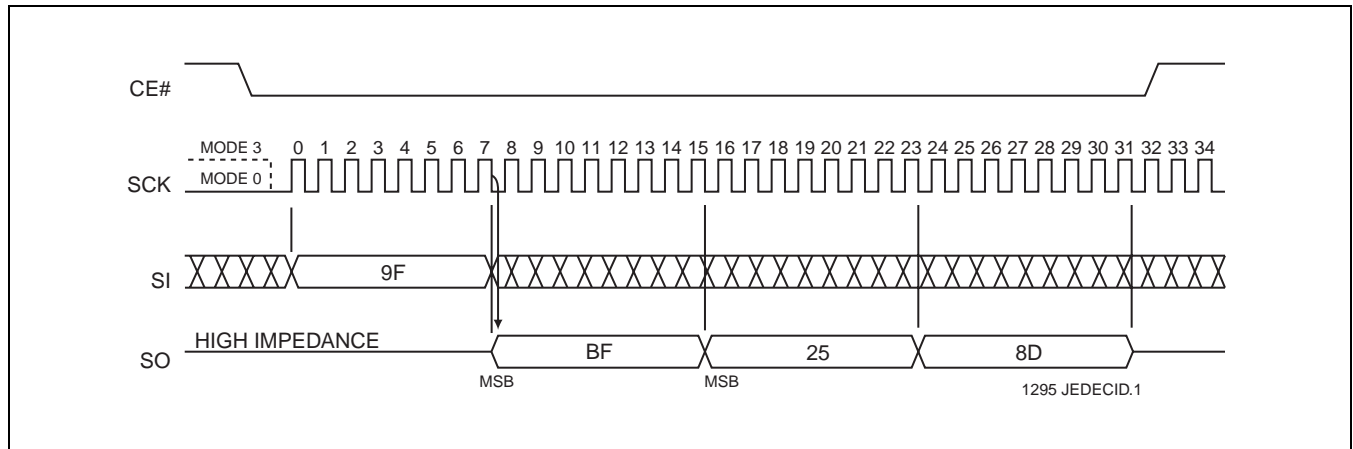 CE#
MODE 3 0 1 2 3 4 5 6 7 8 9 10 11 12 13 14 15 16 17 18 19 20 21 22 23 24 25 26 27 28 29 30 31 32 33 34
SCK MODE 0
SI 9F
SO HIGH IMPEDANCE BF 25 8D
MSB MSB
1295 JEDECID.1